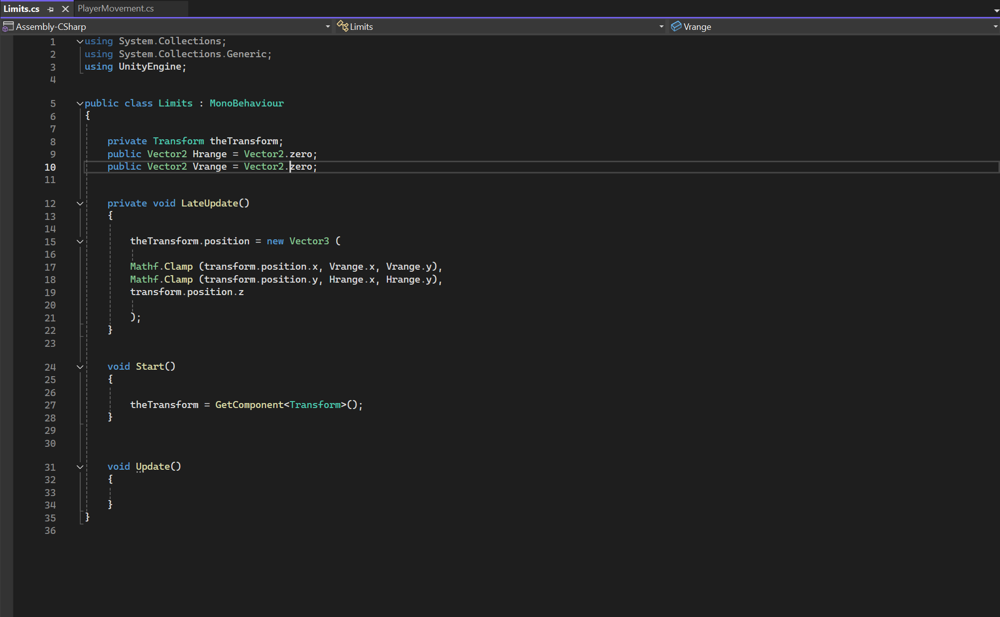 Limits.cs PlayerMovement.cs
Assembly-CSharp Limits Vrange
1 using System.Collections;
2 using System.Collections.Generic;
3 using UnityEngine;
4
5 public class Limits : MonoBehaviour
6 {
7
8 private Transform theTransform;
9 public Vector2 Hrange = Vector2.zero;
10 public Vector2 Vrange = Vector2.zero;
11
12 private void LateUpdate()
13 {
14
15 theTransform.position = new Vector3 (
16
17 Mathf.Clamp (transform.position.x, Vrange.x, Vrange.y),
18 Mathf.Clamp (transform.position.y, Hrange.x, Hrange.y),
19 transform.position.z
20
21 );
22 }
23
24 void Start()
25 {
26
27 theTransform = GetComponent<Transform>();
28 }
29
30
31 void Update()
32 {
33
34 }
35 }
36